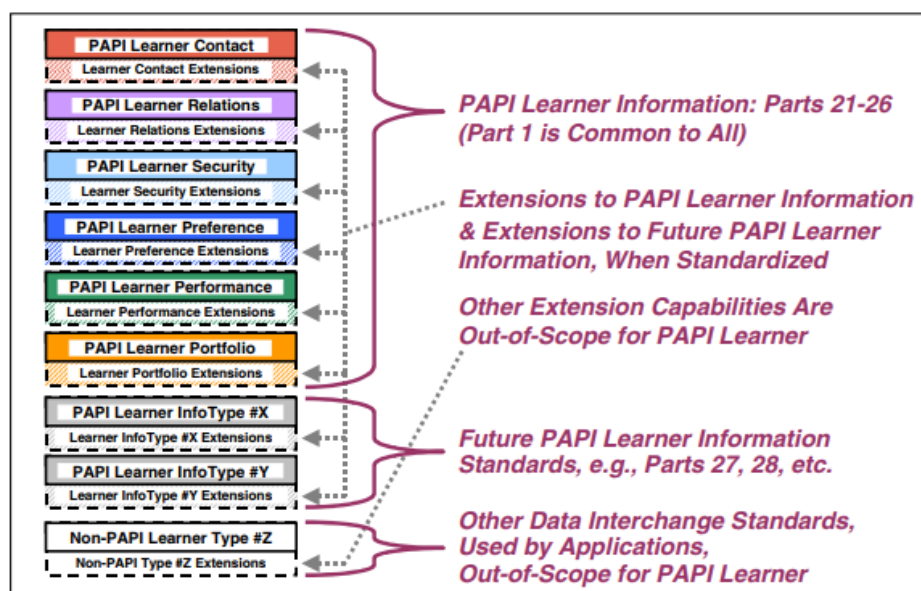 PAPI Learner Contact
Learner Contact Extensions
PAPI Learner Relations
Learner Relations Extensions
PAPI Learner Security
Learner Security Extensions
PAPI Learner Preference
Learner Preference Extensions
PAPI Learner Performance
Learner Performance Extensions
PAPI Learner Portfolio
Learner Portfolio Extensions
PAPI Learner InfoType #X
Learner InfoType #X Extensions
PAPI Learner InfoType #Y
Learner InfoType #Y Extensions
Non-PAPI Learner Type #Z
Non-PAPI Type #Z Extensions
PAPI Learner Information: Parts 21-26
(Part 1 is Common to All)
Extensions to PAPI Learner Information
& Extensions to Future PAPI Learner
Information, When Standardized
Other Extension Capabilities Are
Out-of-Scope for PAPI Learner
Future PAPI Learner Information
Standards, e.g., Parts 27, 28, etc.
Other Data Interchange Standards,
Used by Applications,
Out-of-Scope for PAPI Learner